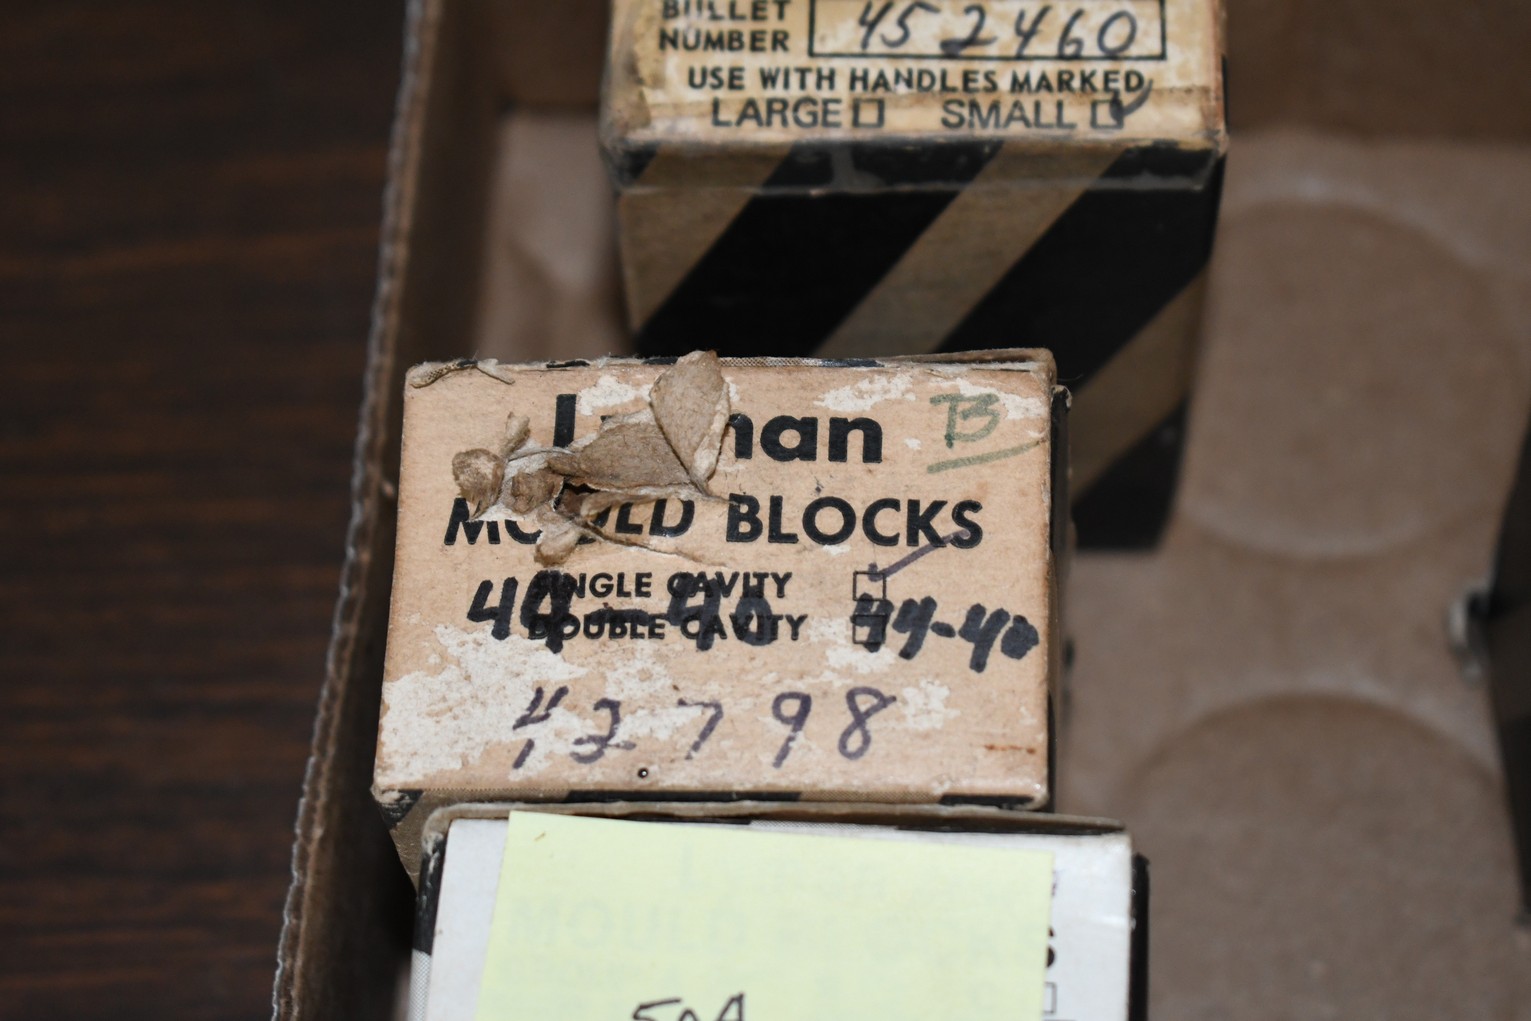 BULLET
NUMBER 452460
USE WITH HANDLES MARKED
LARGE SMALL
Lyman B
MOULD BLOCKS
SINGLE CAVITY
44-40 44-40
DOUBLE CAVITY
42798